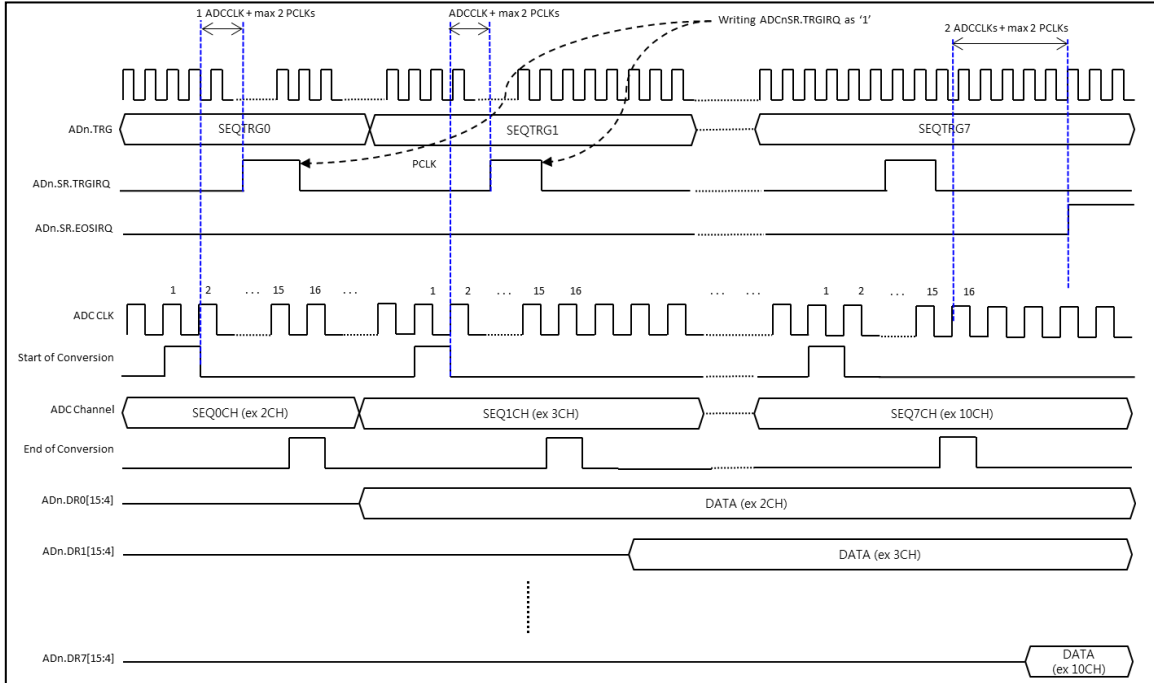 1 ADCCLK + max 2 PCLKs
ADCCLK + max 2 PCLKs
Writing ADCnSR.TRGIRQ as ‘1’
2 ADCCLKs + max 2 PCLKs
ADn.TRG
SEQTRG0
SEQTRG1
SEQTRG7
PCLK
ADn.SR.TRGIRQ
ADn.SR.EOSIRQ
1 2 ... 15 16 ... 1 2 ... 15 16 ... ... 1 2 ... 15 16
ADC CLK
Start of Conversion
ADC Channel
SEQ0CH (ex 2CH)
SEQ1CH (ex 3CH)
SEQ7CH (ex 10CH)
End of Conversion
ADn.DR0[15:4]
DATA (ex 2CH)
ADn.DR1[15:4]
DATA (ex 3CH)
ADn.DR7[15:4]
DATA
(ex 10CH)